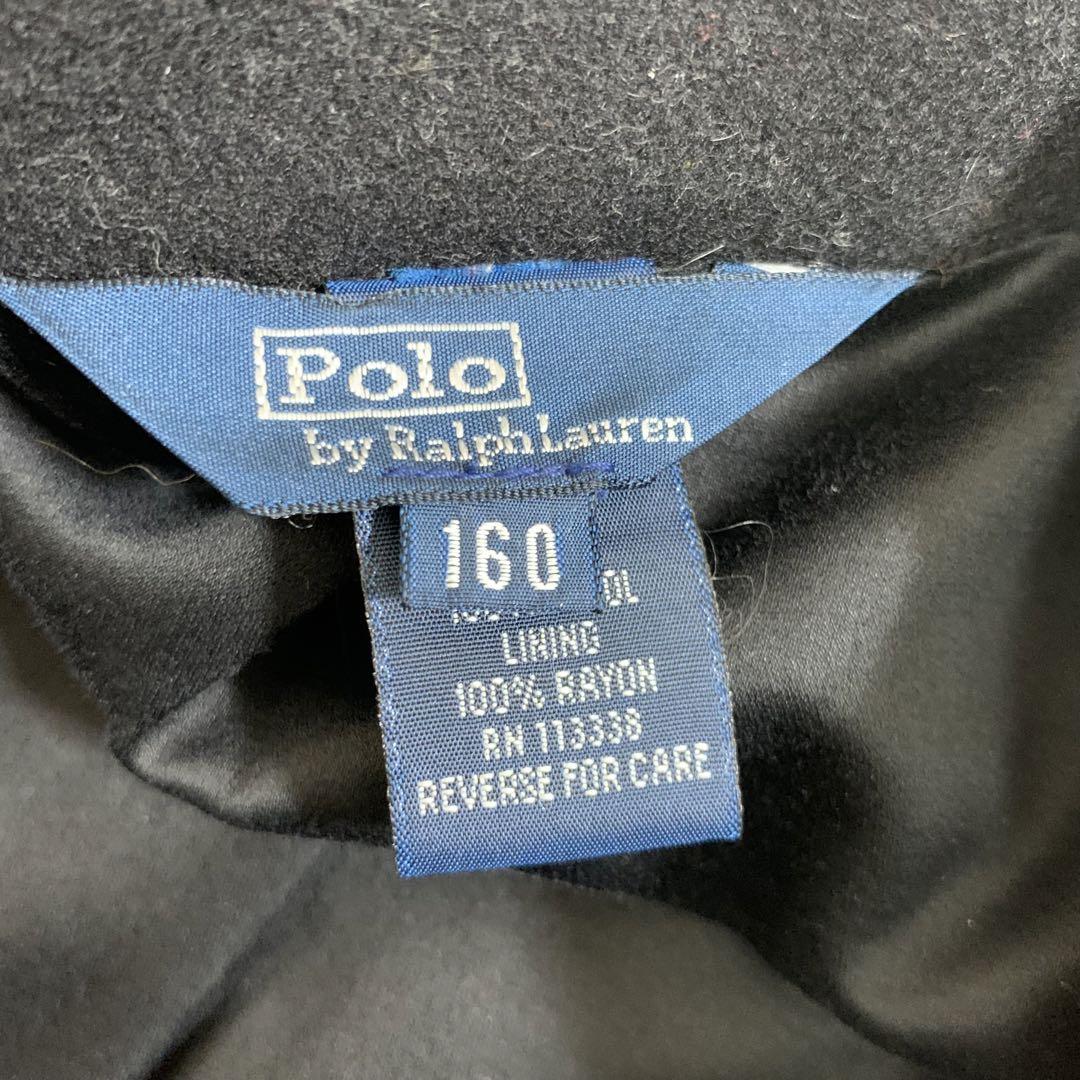 Polo
by Ralph Lauren
160
LINING
100% RAYON
RN 113338
REVERSE FOR CARE